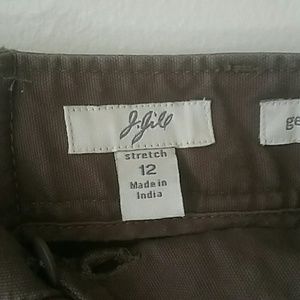 J.Jill
stretch
12
Made in
India
ge